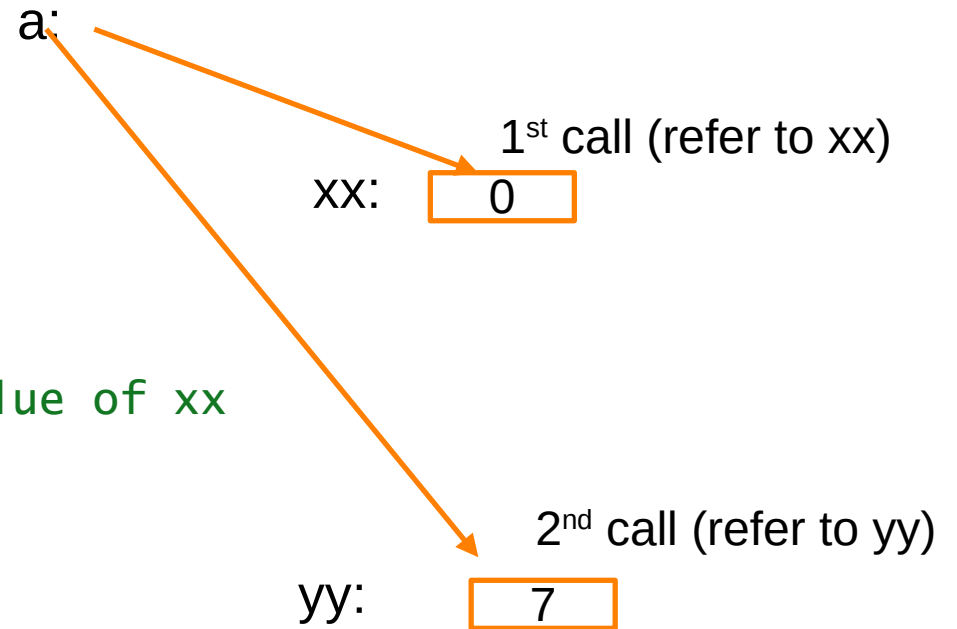 a:
1st call (refer to xx)
xx: 0
lue of xx
2nd call (refer to yy)
yy: 7